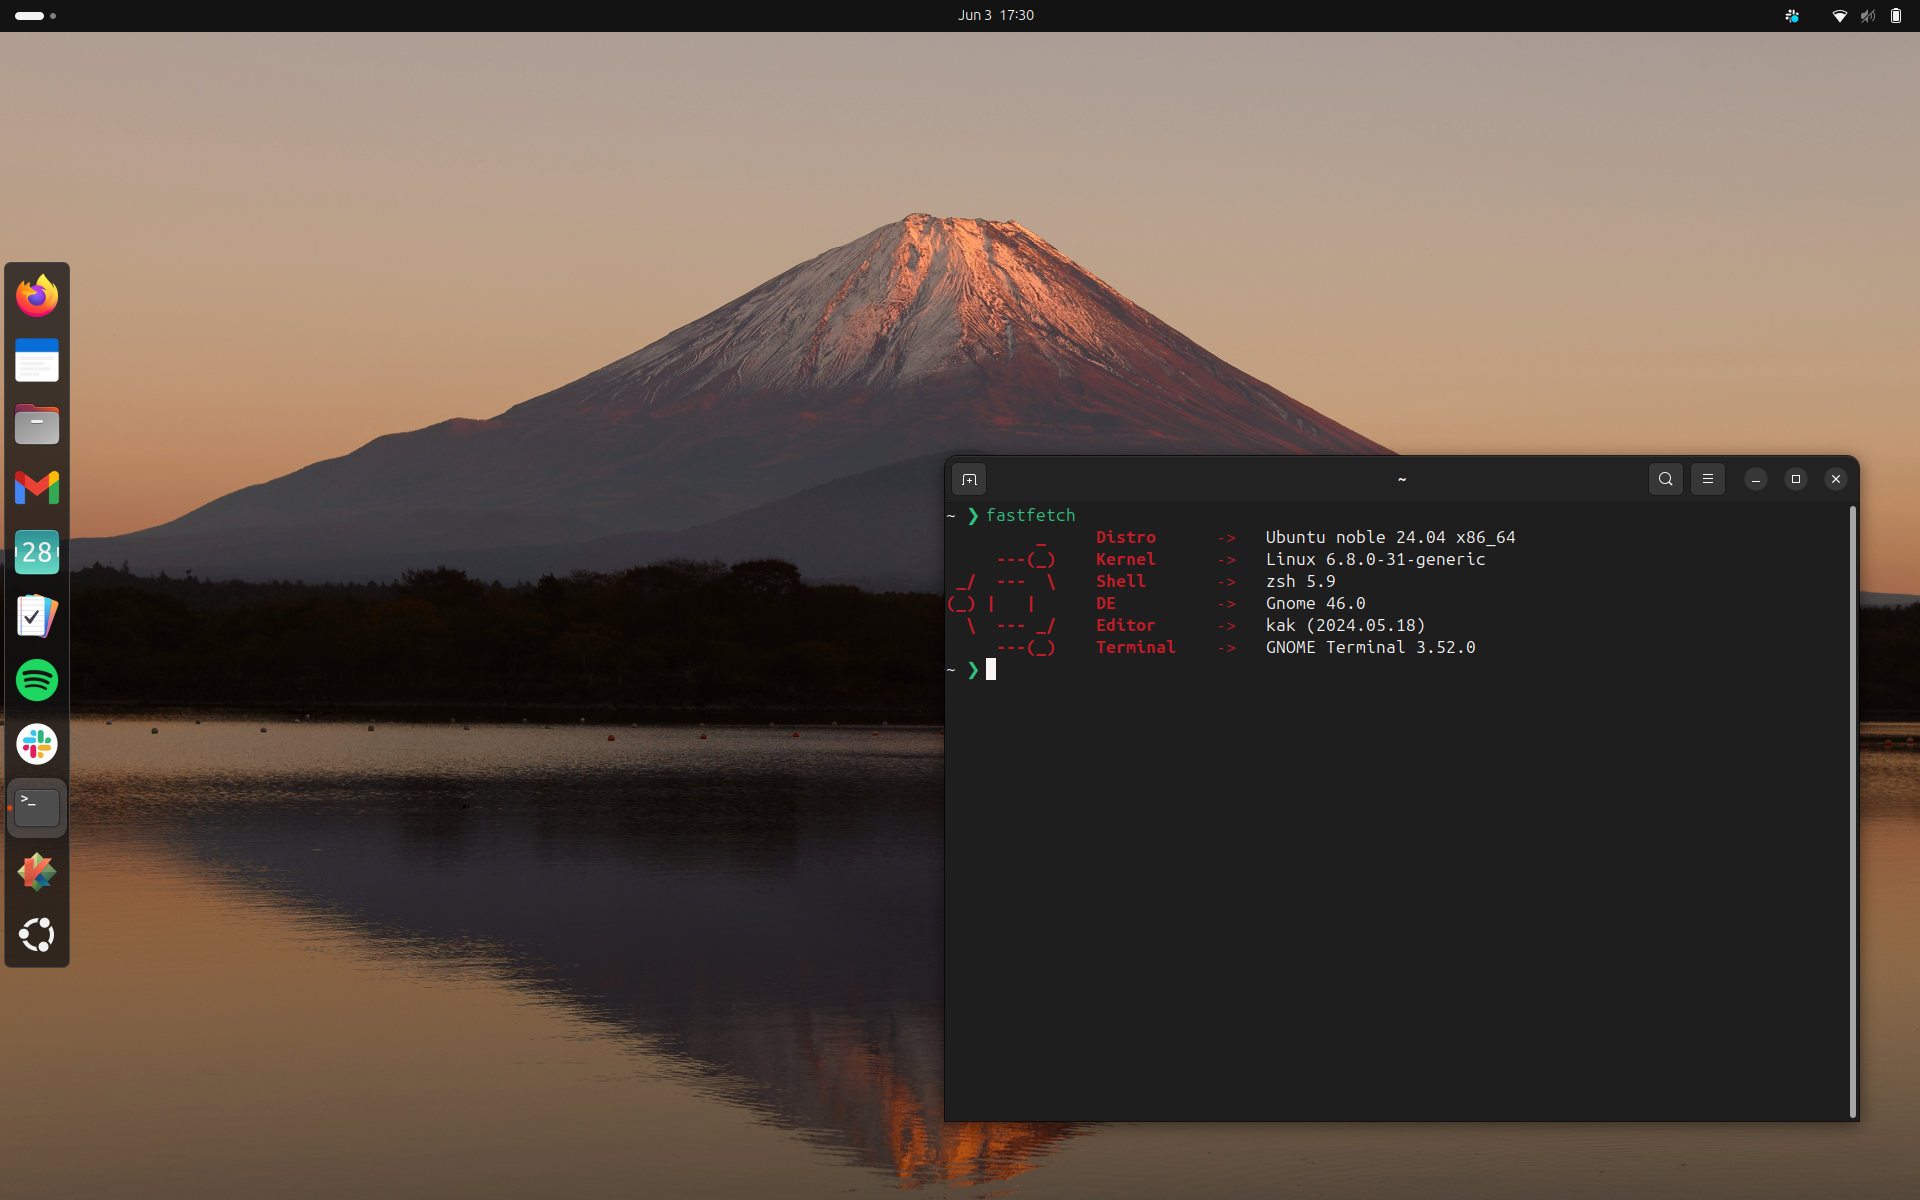 Jun 3 17:30
~
~ ❯ fastfetch
Distro -> Ubuntu noble 24.04 x86_64
Kernel -> Linux 6.8.0-31-generic
Shell -> zsh 5.9
DE -> Gnome 46.0
Editor -> kak (2024.05.18)
Terminal -> GNOME Terminal 3.52.0
~ ❯
28
>_